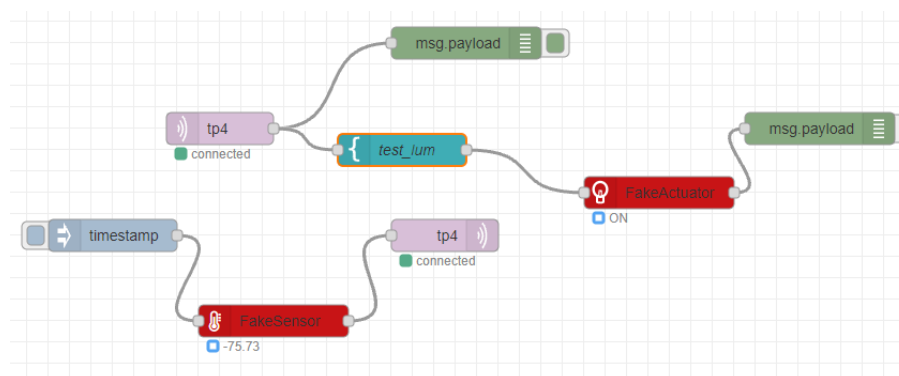 msg.payload
tp4
connected
test_lum
msg.payload
FakeActuator
ON
timestamp
tp4
connected
FakeSensor
-75.73